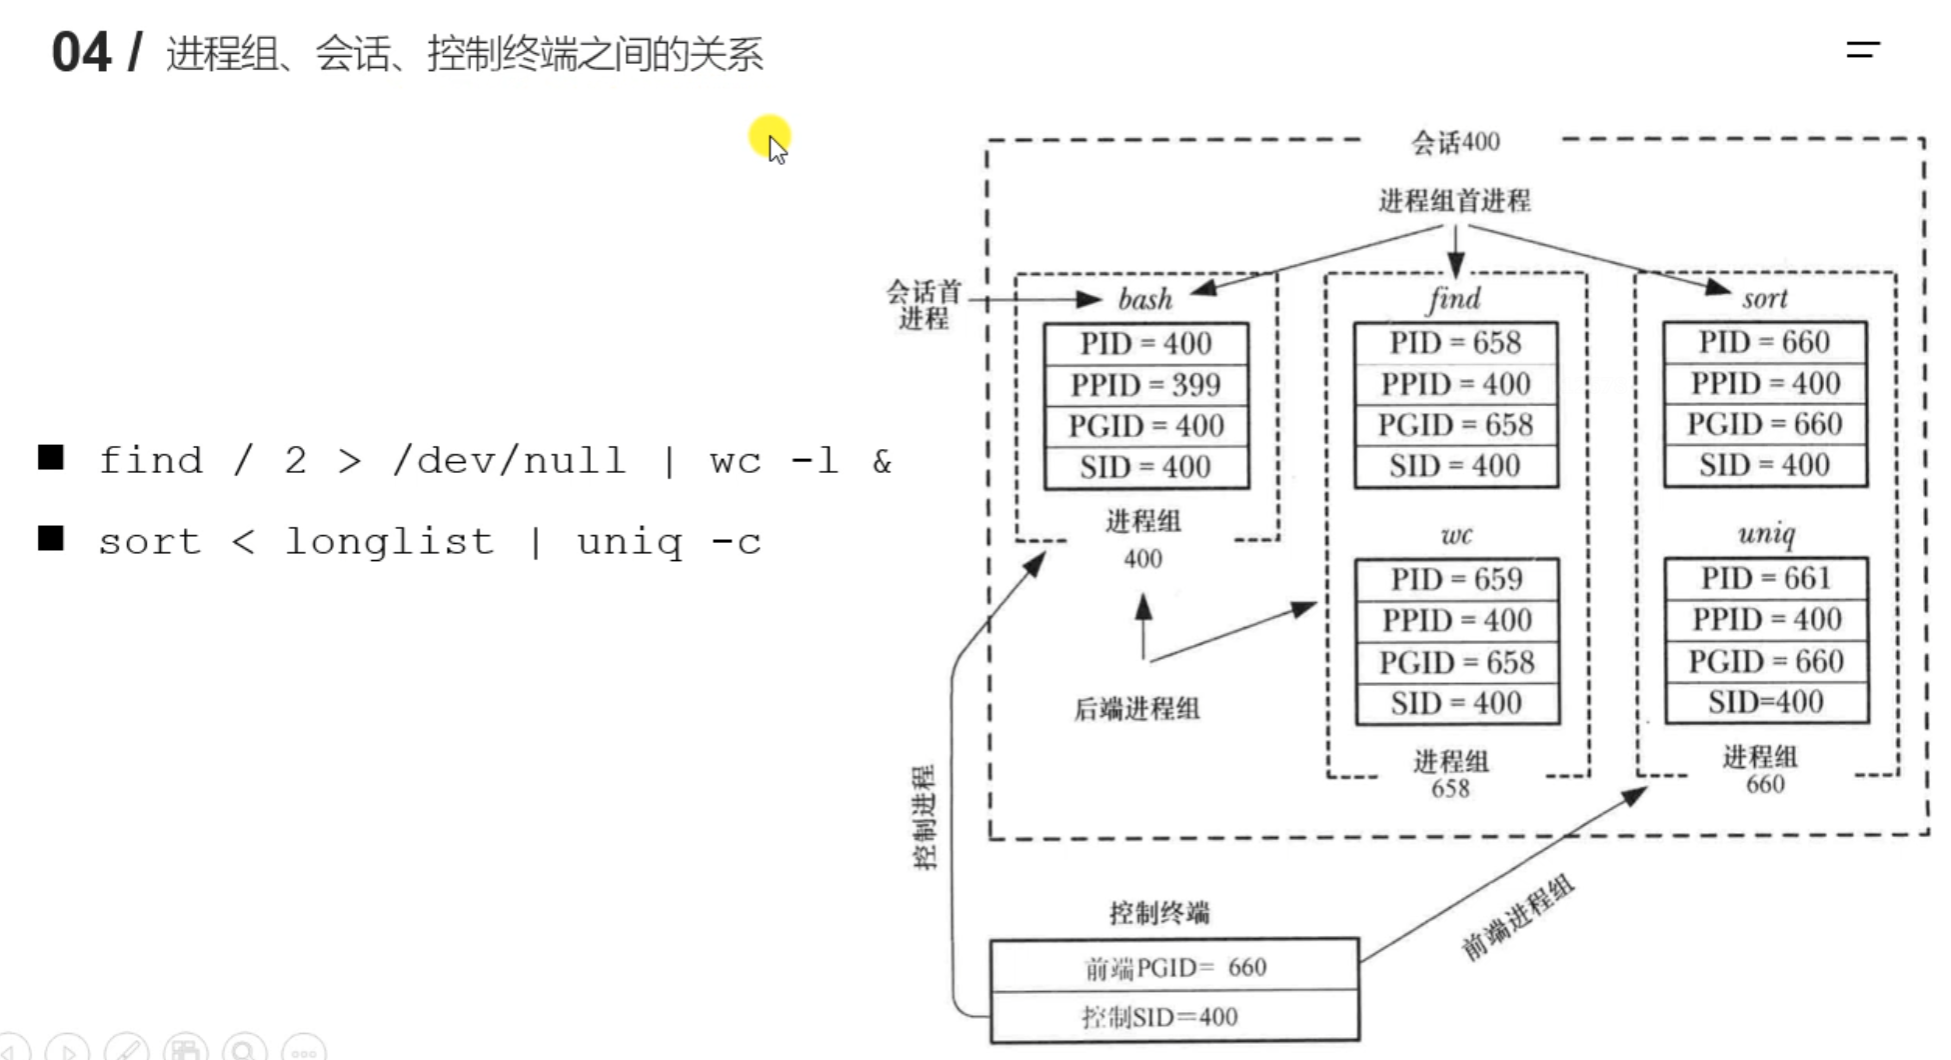 04 / 进程组、会话、控制终端之间的关系
find / 2 > /dev/null | wc -l &
sort < longlist | uniq -c
会话400
进程组首进程
会话首
进程
bash
PID = 400
PPID = 399
PGID = 400
SID = 400
进程组
400
find
PID = 658
PPID = 400
PGID = 658
SID = 400
wc
PID = 659
PPID = 400
PGID = 658
SID = 400
进程组
658
sort
PID = 660
PPID = 400
PGID = 660
SID = 400
uniq
PID = 661
PPID = 400
PGID = 660
SID=400
进程组
660
后端进程组
控制进程
控制终端
前端PGID= 660
控制SID=400
前端进程组